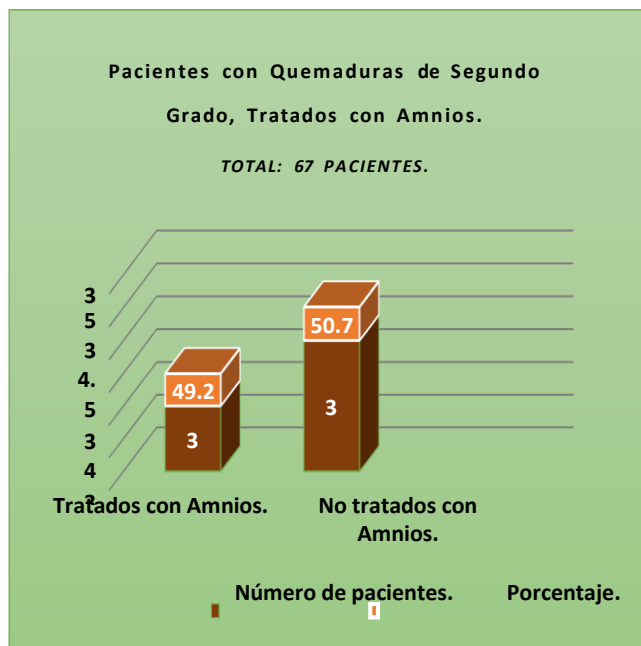 Pacientes con Quemaduras de Segundo
Grado, Tratados con Amnios.
TOTAL: 67 PACIENTES.
3
5
3
4.
5
3
4
49.2
50.7
3
3
Tratados con Amnios.
No tratados con
Amnios.
Número de pacientes.
Porcentaje.